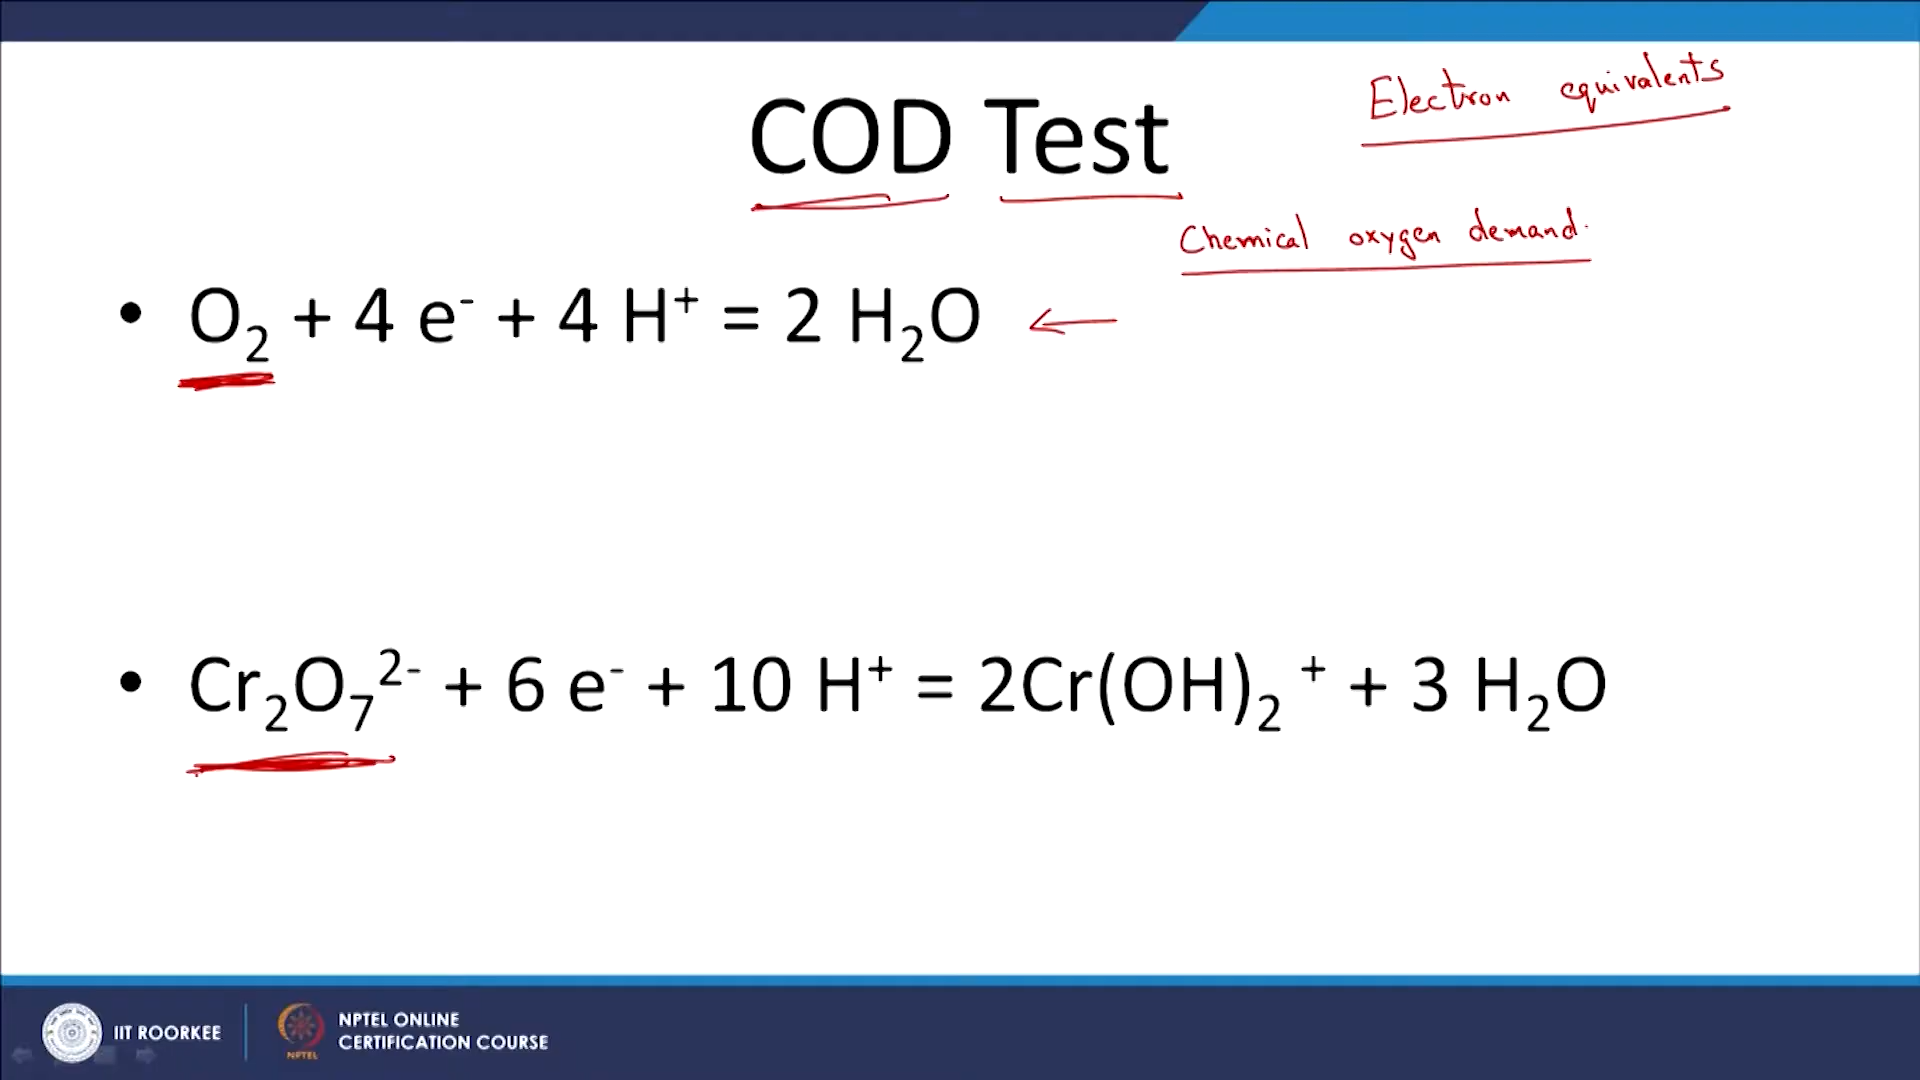 Electron equivalents
COD Test
Chemical oxygen demand.
• O₂ + 4 e⁻ + 4 H⁺ = 2 H₂O ←
• Cr₂O₇²⁻ + 6 e⁻ + 10 H⁺ = 2Cr(OH)₂ ⁺ + 3 H₂O
IIT ROORKEE
NPTEL
NPTEL ONLINE
CERTIFICATION COURSE